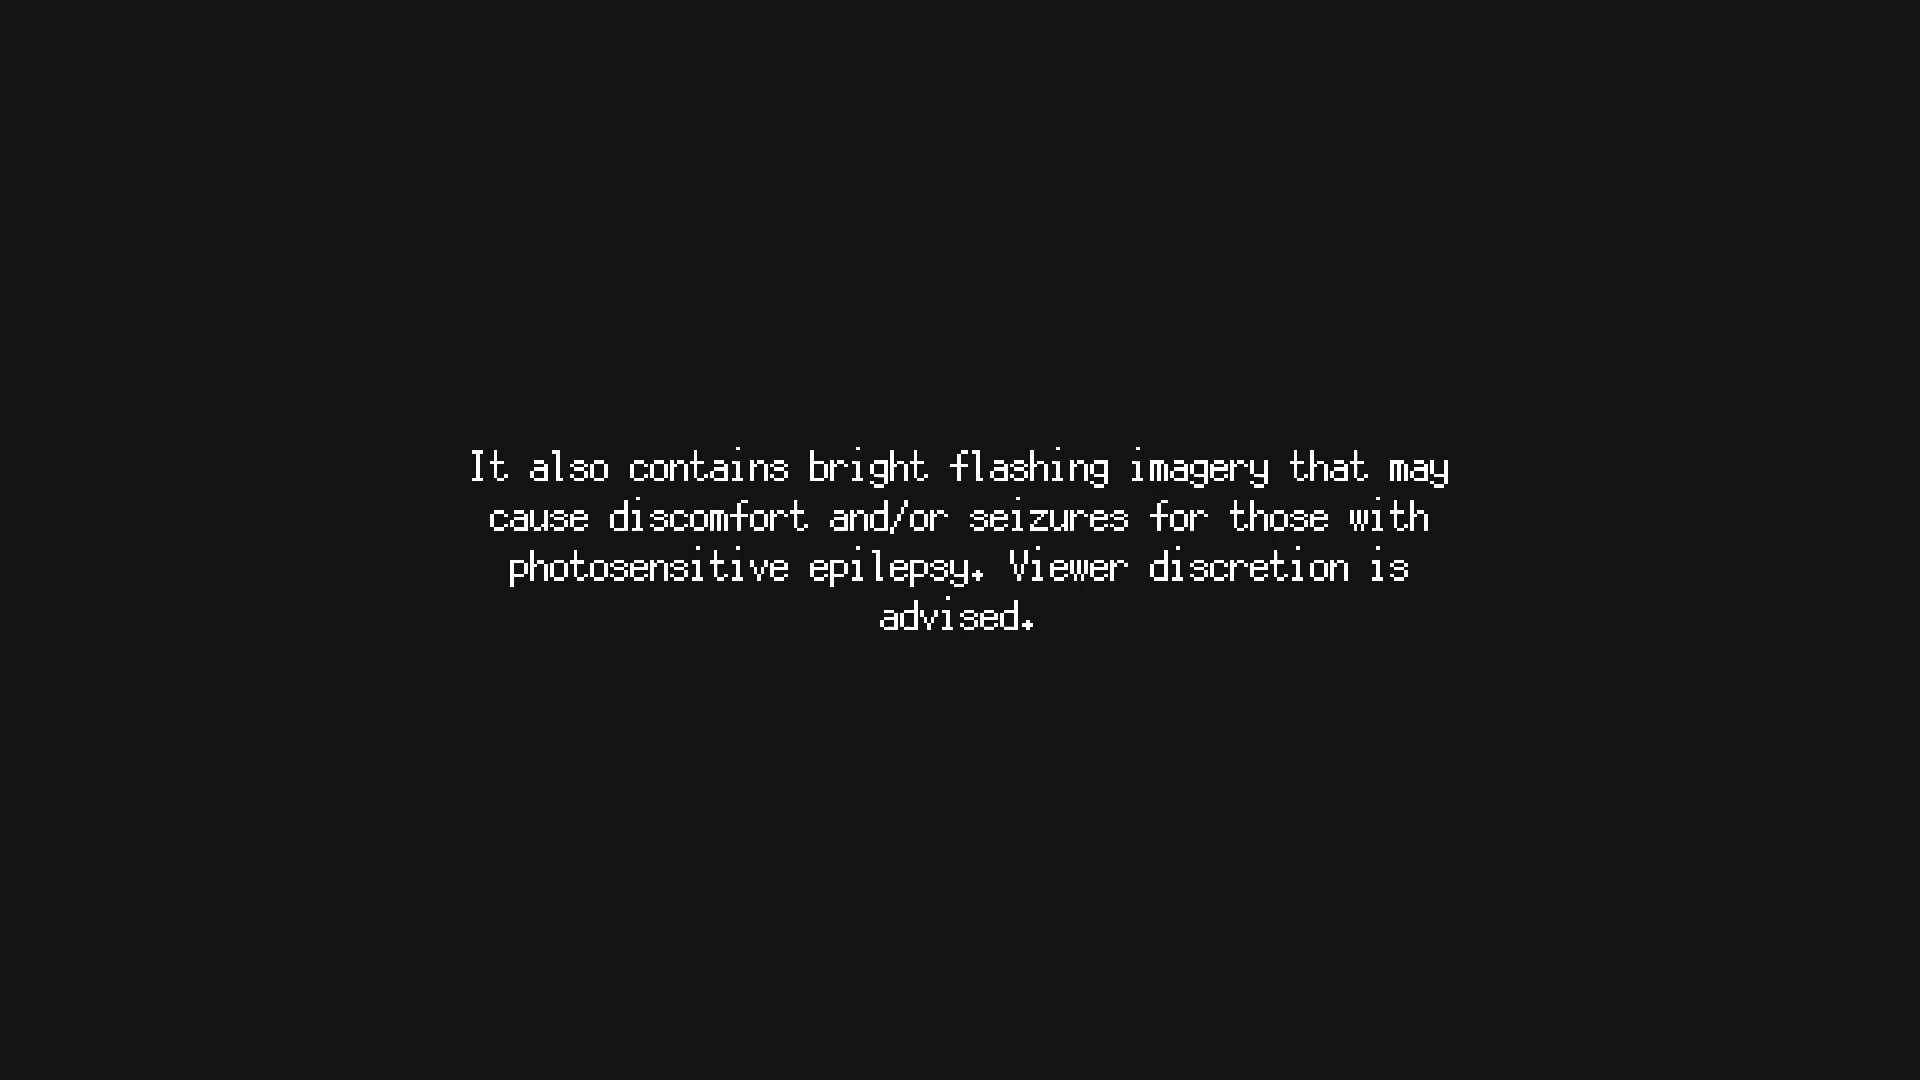 It also contains bright flashing imagery that may
cause discomfort and/or seizures for those with
photosensitive epilepsy. Viewer discretion is
advised.